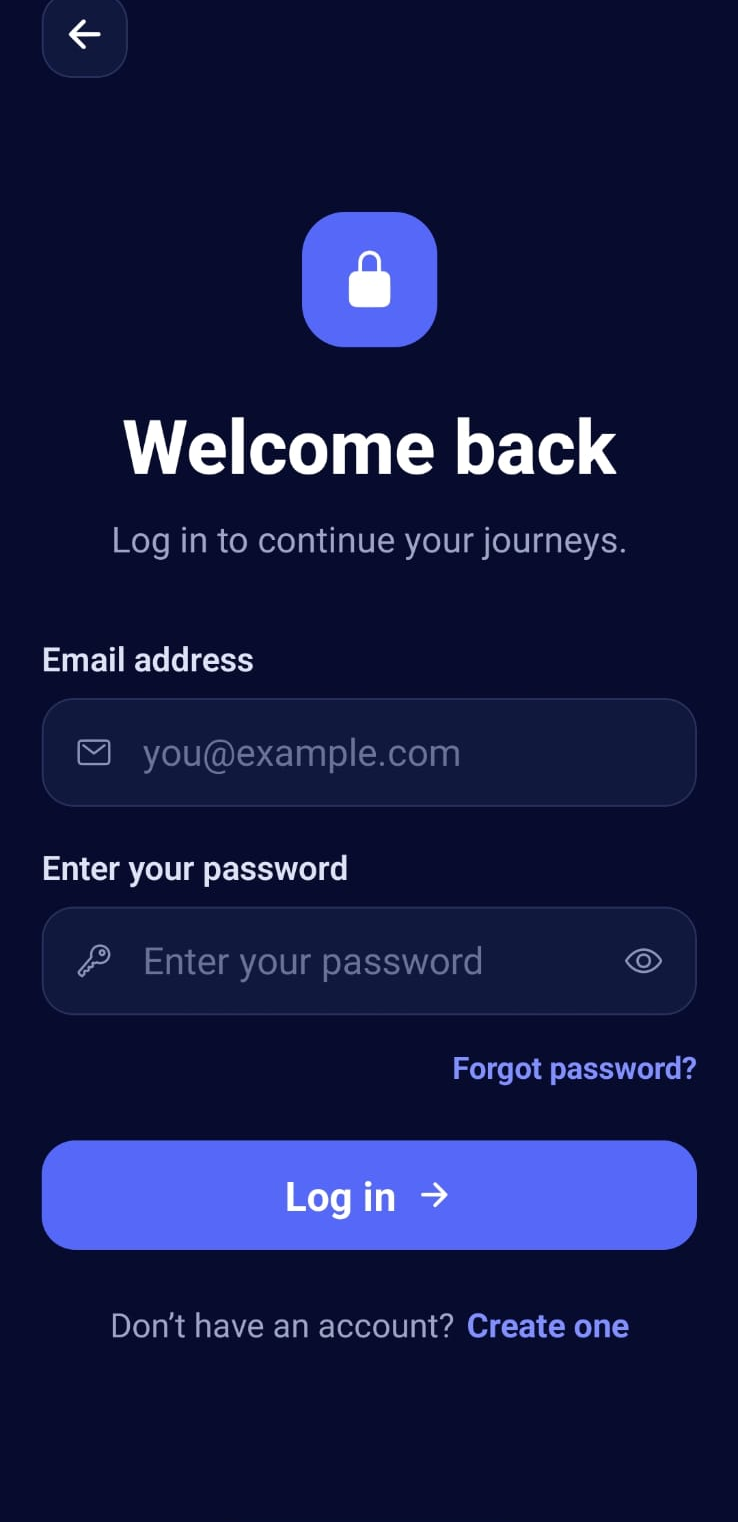 Welcome back
Log in to continue your journeys.
Email address
you@example.com
Enter your password
Enter your password
Forgot password?
Log in
Don’t have an account? Create one